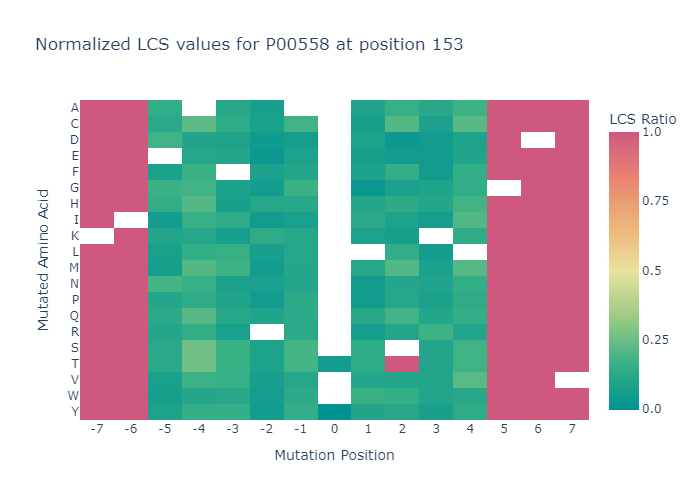 Normalized LCS values for P00558 at position 153
LCS Ratio
1.0
0.75
0.5
0.25
0.0
Mutated Amino Acid
A
C
D
E
F
G
H
I
K
L
M
N
P
Q
R
S
T
V
W
Y
-7 -6 -5 -4 -3 -2 -1 0 1 2 3 4 5 6 7
Mutation Position